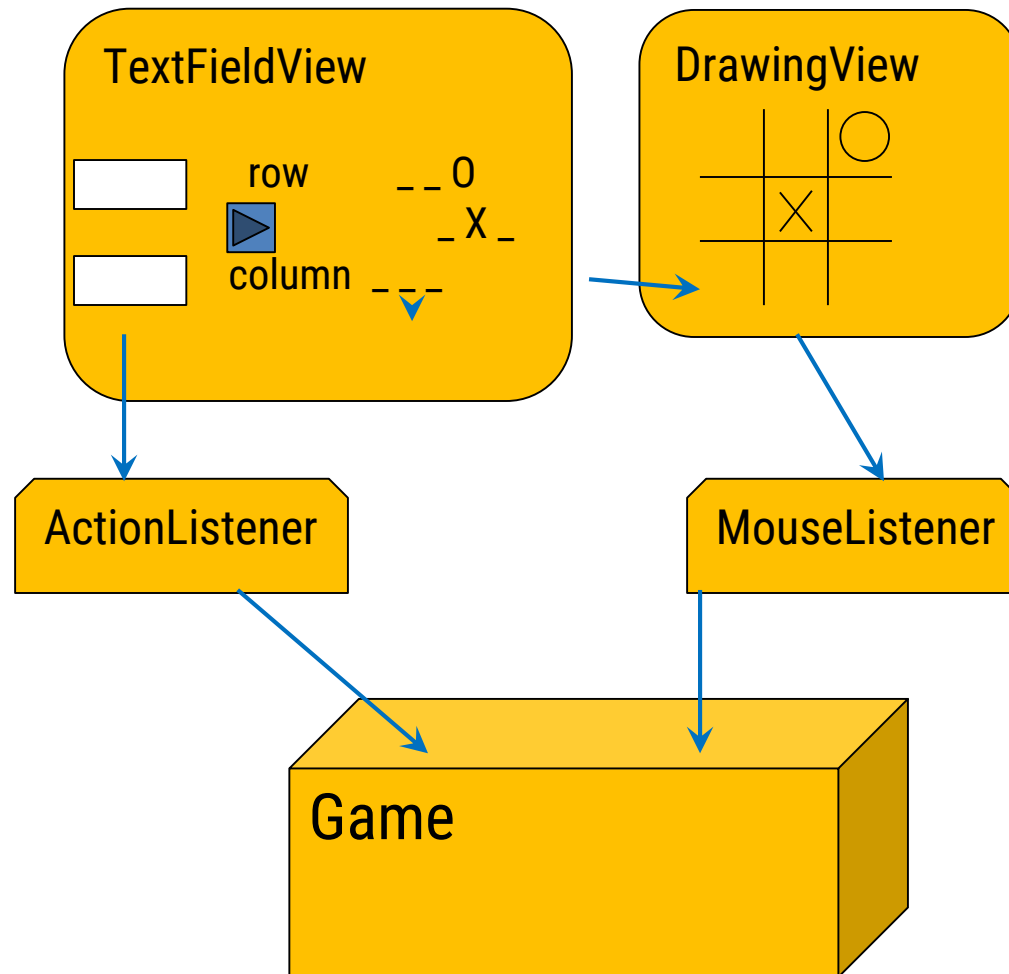 TextFieldView
row _ _ O
_ X _
column _ _ _
DrawingView
X
ActionListener
MouseListener
Game